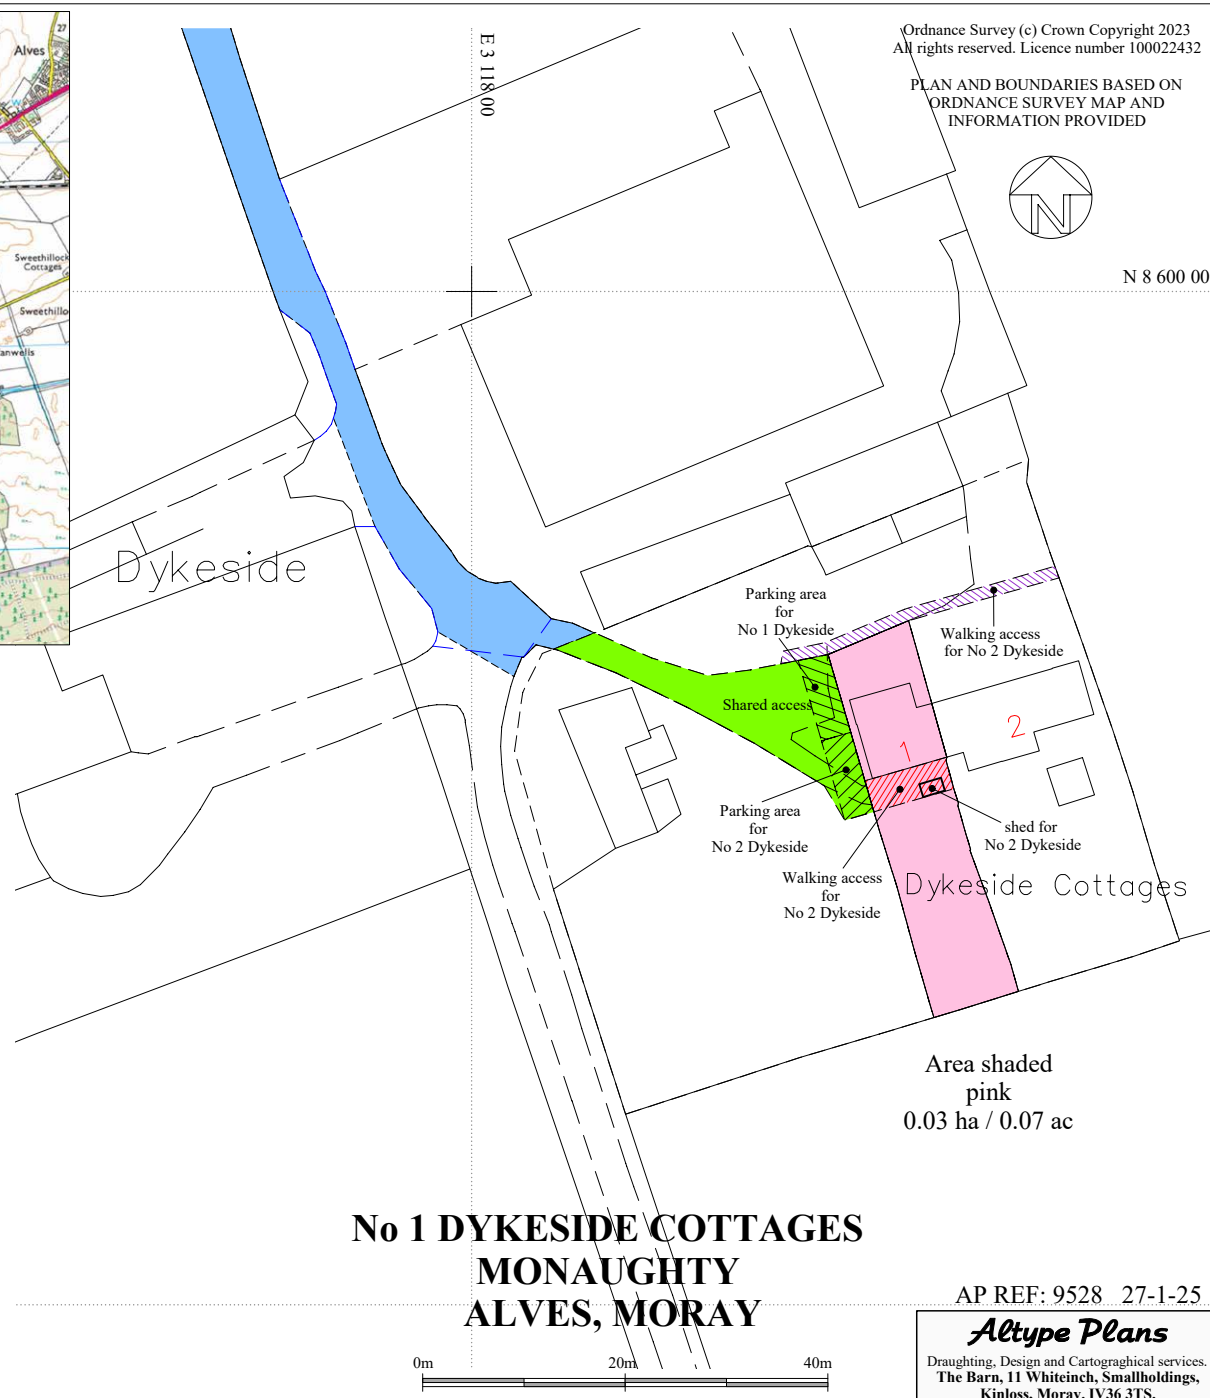 Ordnance Survey (c) Crown Copyright 2023
All rights reserved. Licence number 100022432
PLAN AND BOUNDARIES BASED ON
ORDNANCE SURVEY MAP AND
INFORMATION PROVIDED
27
Alves
Sweethillock
Cottages
Sweethillo
anwells
E 3 118 00
N
N 8 600 00
Dykeside
Parking area
for
No 1 Dykeside
Walking access
for No 2 Dykeside
Shared access
1
2
Parking area
for
No 2 Dykeside
shed for
No 2 Dykeside
Walking access
for
No 2 Dykeside
Dykeside Cottages
Area shaded
pink
0.03 ha / 0.07 ac
No 1 DYKESIDE COTTAGES
MONAUGHTY
ALVES, MORAY
AP REF: 9528 27-1-25
Altype Plans
Draughting, Design and Cartograghical services.
The Barn, 11 Whiteinch, Smallholdings,
Kinloss, Moray, IV36 3TS.
0m 20m 40m